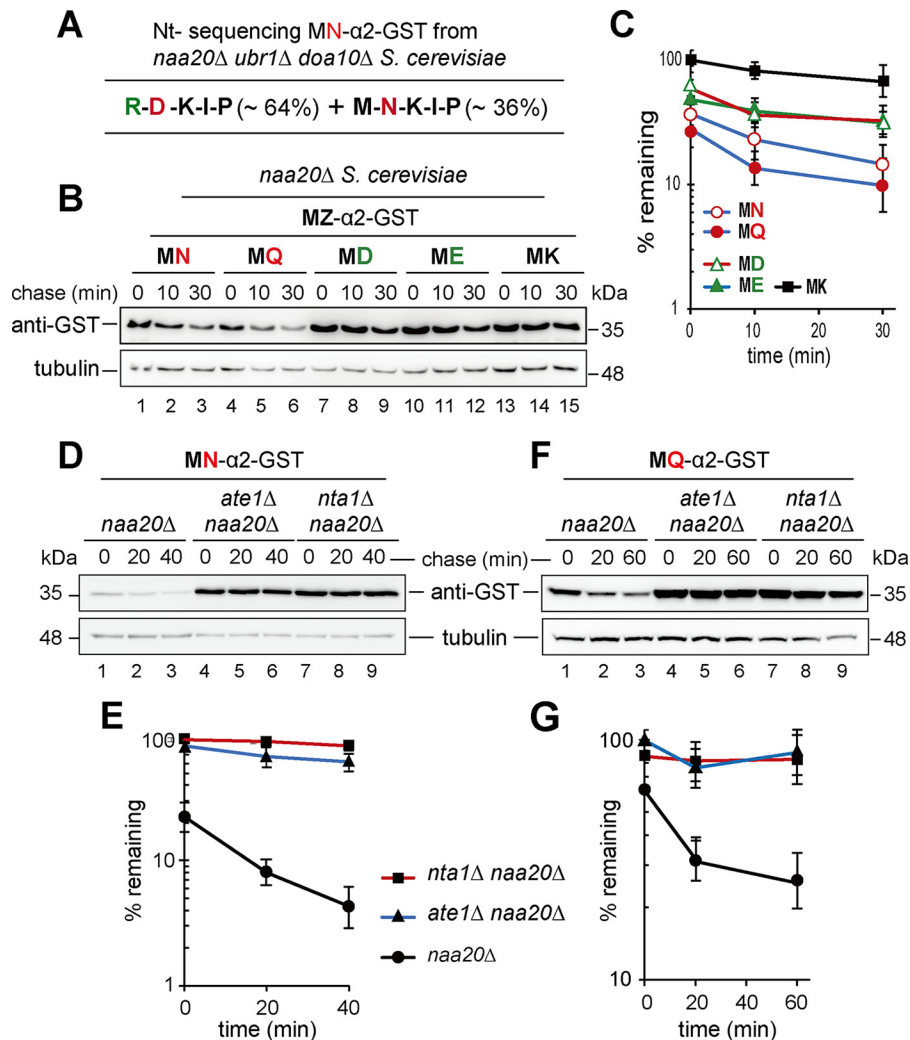 A
Nt- sequencing MN-α2-GST from
naa20Δ ubr1Δ doa10Δ S. cerevisiae
R-D -K-I-P (~ 64%) + M-N-K-I-P (~ 36%)
B
naa20Δ S. cerevisiae
MZ-α2-GST
MN MQ MD ME MK
chase (min) 0 10 30 0 10 30 0 10 30 0 10 30 0 10 30 kDa
anti-GST 35
tubulin 48
1 2 3 4 5 6 7 8 9 10 11 12 13 14 15
C
% remaining
100
10
1
MN
MQ
MD
ME MK
0 10 20 30
time (min)
D
MN-α2-GST
naa20Δ ate1Δ naa20Δ nta1Δ naa20Δ
kDa 0 20 40 0 20 40 0 20 40 chase (min)
35 anti-GST
48 tubulin
1 2 3 4 5 6 7 8 9
F
MQ-α2-GST
naa20Δ ate1Δ naa20Δ nta1Δ naa20Δ
0 20 60 0 20 60 0 20 60 kDa
35
48
1 2 3 4 5 6 7 8 9
E
% remaining
100
10
1
0 20 40
time (min)
nta1Δ naa20Δ
ate1Δ naa20Δ
naa20Δ
G
% remaining
100
10
0 20 40 60
time (min)